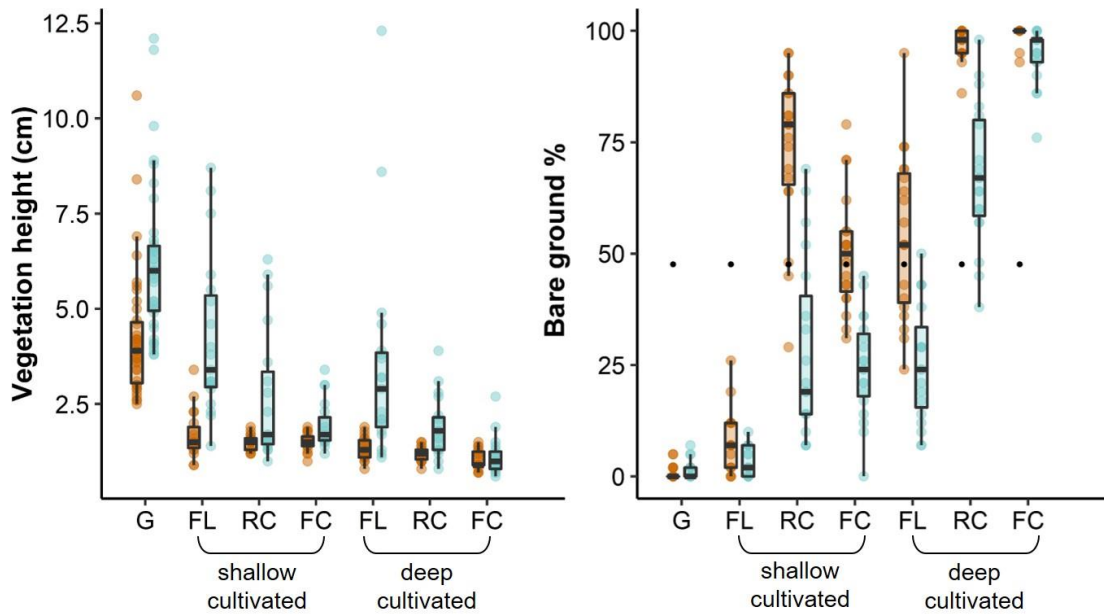 Vegetation height (cm)
12.5
10.0
7.5
5.0
2.5
G FL RC FC FL RC FC
shallow
cultivated
deep
cultivated
Bare ground %
100
75
50
25
0
G FL RC FC FL RC FC
shallow
cultivated
deep
cultivated